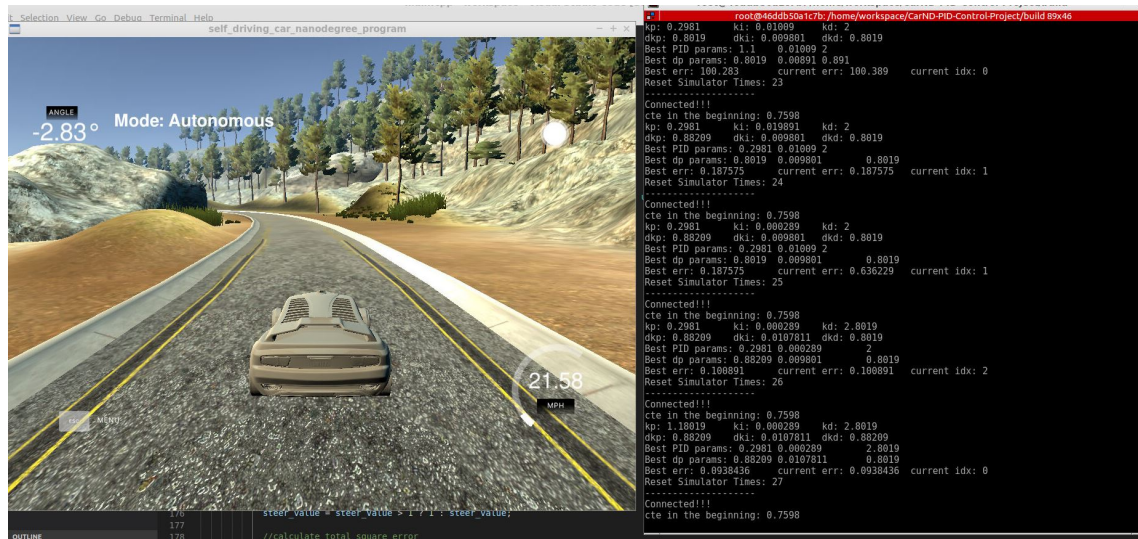 t Selection View Go Debug Terminal Help
self_driving_car_nanodegree_program
ANGLE
-2.83°
Mode: Autonomous
21.58
MPH
MENU
176 steer_value = steer_value > 1 ? 1 : steer_value;
177
178 //calculate total square error
OUTLINE
root@46ddb50a1c7b: /home/workspace/CarND-PID-Control-Project/build 89x46
kp: 0.2981 ki: 0.01009 kd: 2
dkp: 0.8019 dki: 0.009801 dkd: 0.8019
Best PID params: 1.1 0.01009 2
Best dp params: 0.8019 0.00891 0.891
Best err: 100.283 current err: 100.389 current idx: 0
Reset Simulator Times: 23
--------------------
Connected!!!
cte in the beginning: 0.7598
kp: 0.2981 ki: 0.019891 kd: 2
dkp: 0.88209 dki: 0.009801 dkd: 0.8019
Best PID params: 0.2981 0.01009 2
Best dp params: 0.8019 0.009801 0.8019
Best err: 0.187575 current err: 0.187575 current idx: 1
Reset Simulator Times: 24
--------------------
Connected!!!
cte in the beginning: 0.7598
kp: 0.2981 ki: 0.000289 kd: 2
dkp: 0.88209 dki: 0.009801 dkd: 0.8019
Best PID params: 0.2981 0.01009 2
Best dp params: 0.8019 0.009801 0.8019
Best err: 0.187575 current err: 0.636229 current idx: 1
Reset Simulator Times: 25
--------------------
Connected!!!
cte in the beginning: 0.7598
kp: 0.2981 ki: 0.000289 kd: 2.8019
dkp: 0.88209 dki: 0.0107811 dkd: 0.8019
Best PID params: 0.2981 0.000289 2
Best dp params: 0.88209 0.009801 0.8019
Best err: 0.100891 current err: 0.100891 current idx: 2
Reset Simulator Times: 26
--------------------
Connected!!!
cte in the beginning: 0.7598
kp: 1.18019 ki: 0.000289 kd: 2.8019
dkp: 0.88209 dki: 0.0107811 dkd: 0.88209
Best PID params: 0.2981 0.000289 2.8019
Best dp params: 0.88209 0.0107811 0.8019
Best err: 0.0938436 current err: 0.0938436 current idx: 0
Reset Simulator Times: 27
--------------------
Connected!!!
cte in the beginning: 0.7598